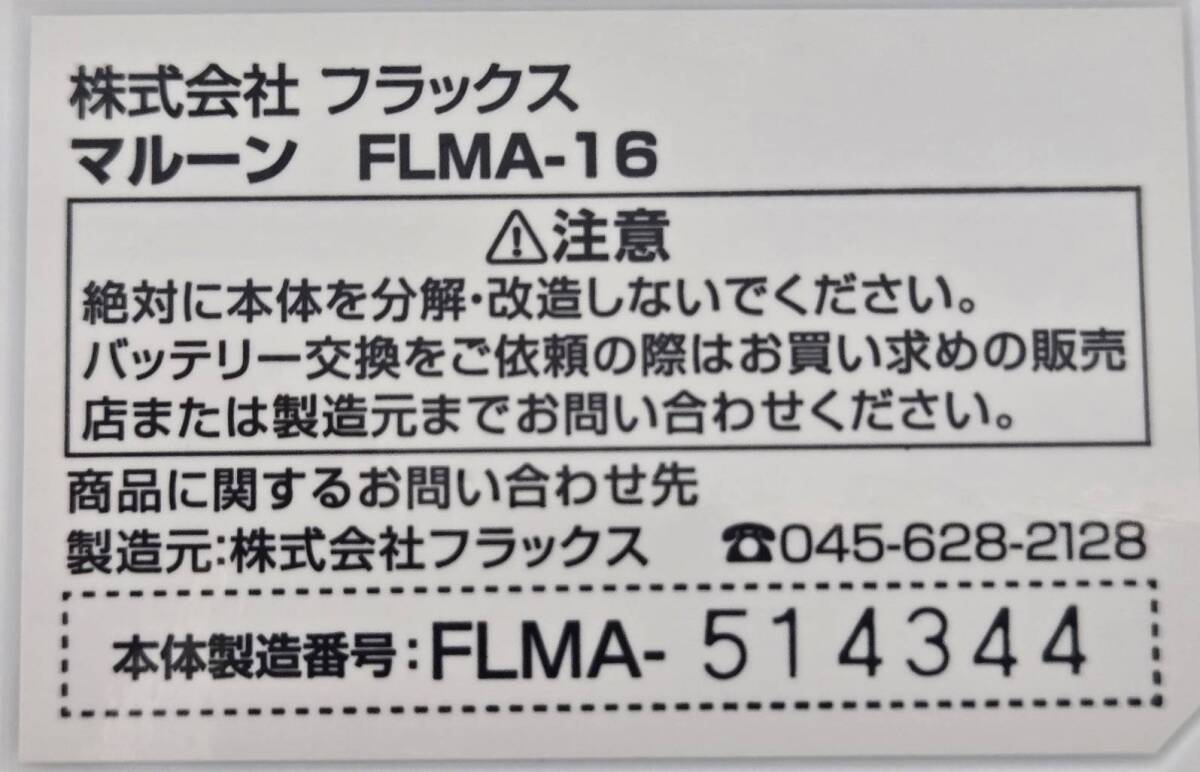 株式会社 フラックス
マルーン FLMA-16
⚠注意
絶対に本体を分解・改造しないでください。
バッテリー交換をご依頼の際はお買い求めの販売
店または製造元までお問い合わせください。
商品に関するお問い合わせ先
製造元:株式会社フラックス ☎045-628-2128
本体製造番号:FLMA-514344